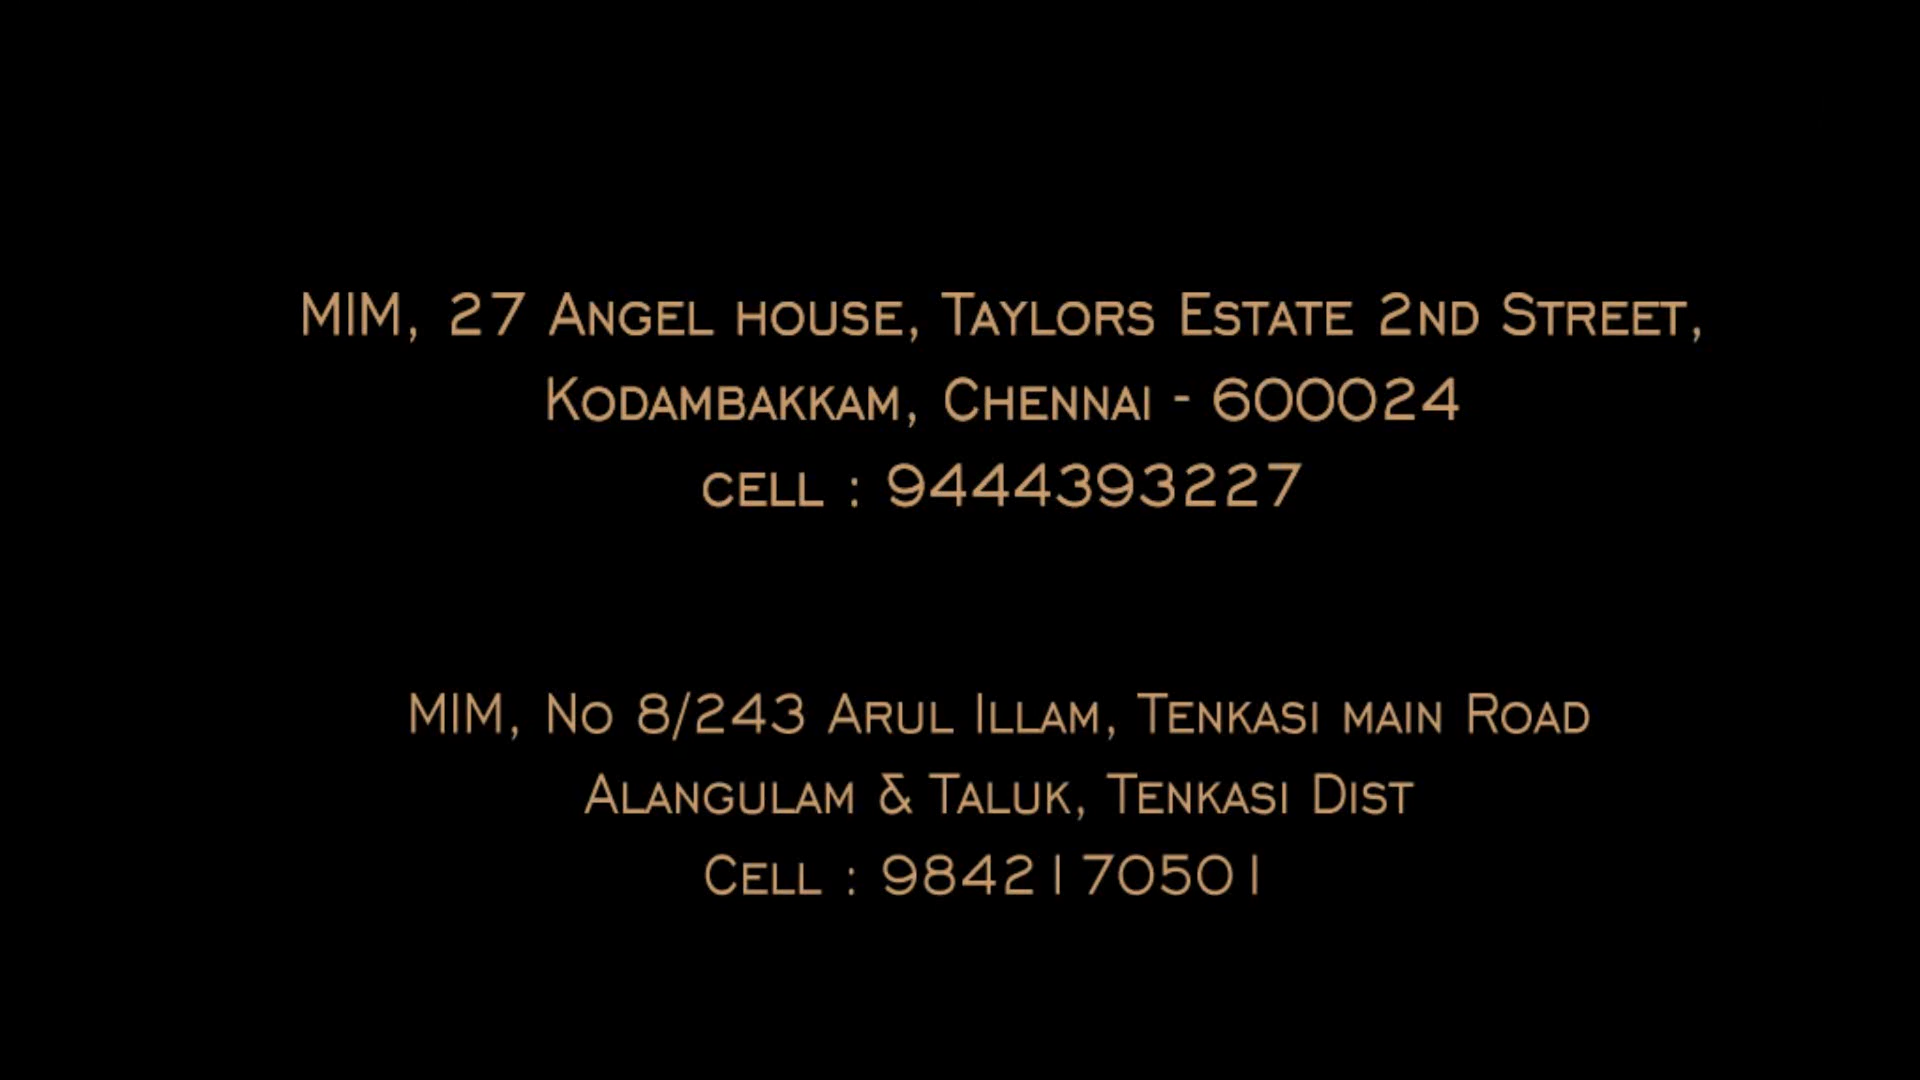 MIM, 27 Angel house, Taylors Estate 2nd Street,
Kodambakkam, Chennai - 600024
cell : 9444393227
MIM, No 8/243 Arul Illam, Tenkasi main Road
Alangulam & Taluk, Tenkasi Dist
Cell : 9842170501